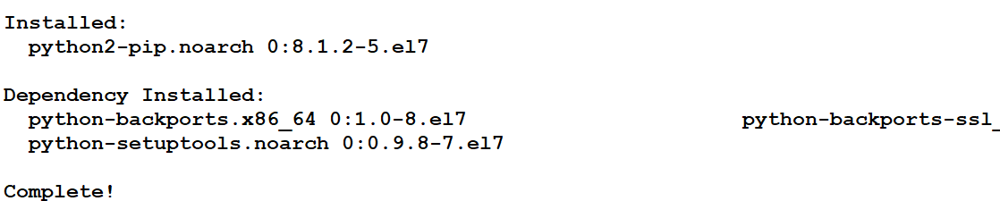 Installed:
python2-pip.noarch 0:8.1.2-5.el7
Dependency Installed:
python-backports.x86_64 0:1.0-8.el7 python-backports-ssl_
python-setuptools.noarch 0:0.9.8-7.el7
Complete!